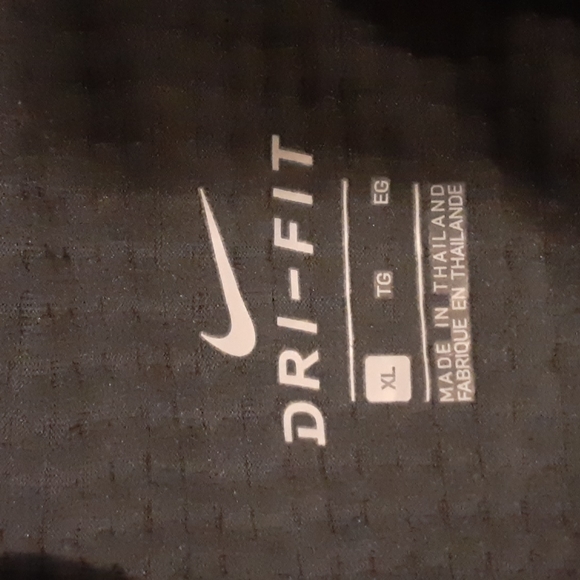 DRI-FIT
XL TG EG
MADE IN THAILAND
FABRIQUE EN THAILANDE